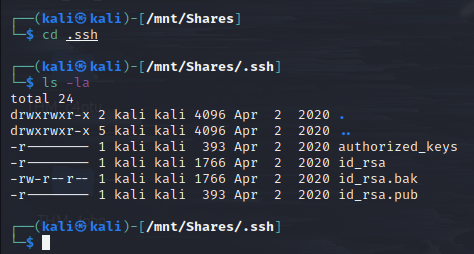 ┌──(kali㉿kali)-[/mnt/Shares]
└─$ cd .ssh
┌──(kali㉿kali)-[/mnt/Shares/.ssh]
└─$ ls -la
total 24
drwxrwxr-x 2 kali kali 4096 Apr  2  2020 .
drwxrwxr-x 5 kali kali 4096 Apr  2  2020 ..
-r-------- 1 kali kali  393 Apr  2  2020 authorized_keys
-r-------- 1 kali kali 1766 Apr  2  2020 id_rsa
-rw-r--r-- 1 kali kali 1766 Apr  2  2020 id_rsa.bak
-r-------- 1 kali kali  393 Apr  2  2020 id_rsa.pub
┌──(kali㉿kali)-[/mnt/Shares/.ssh]
└─$